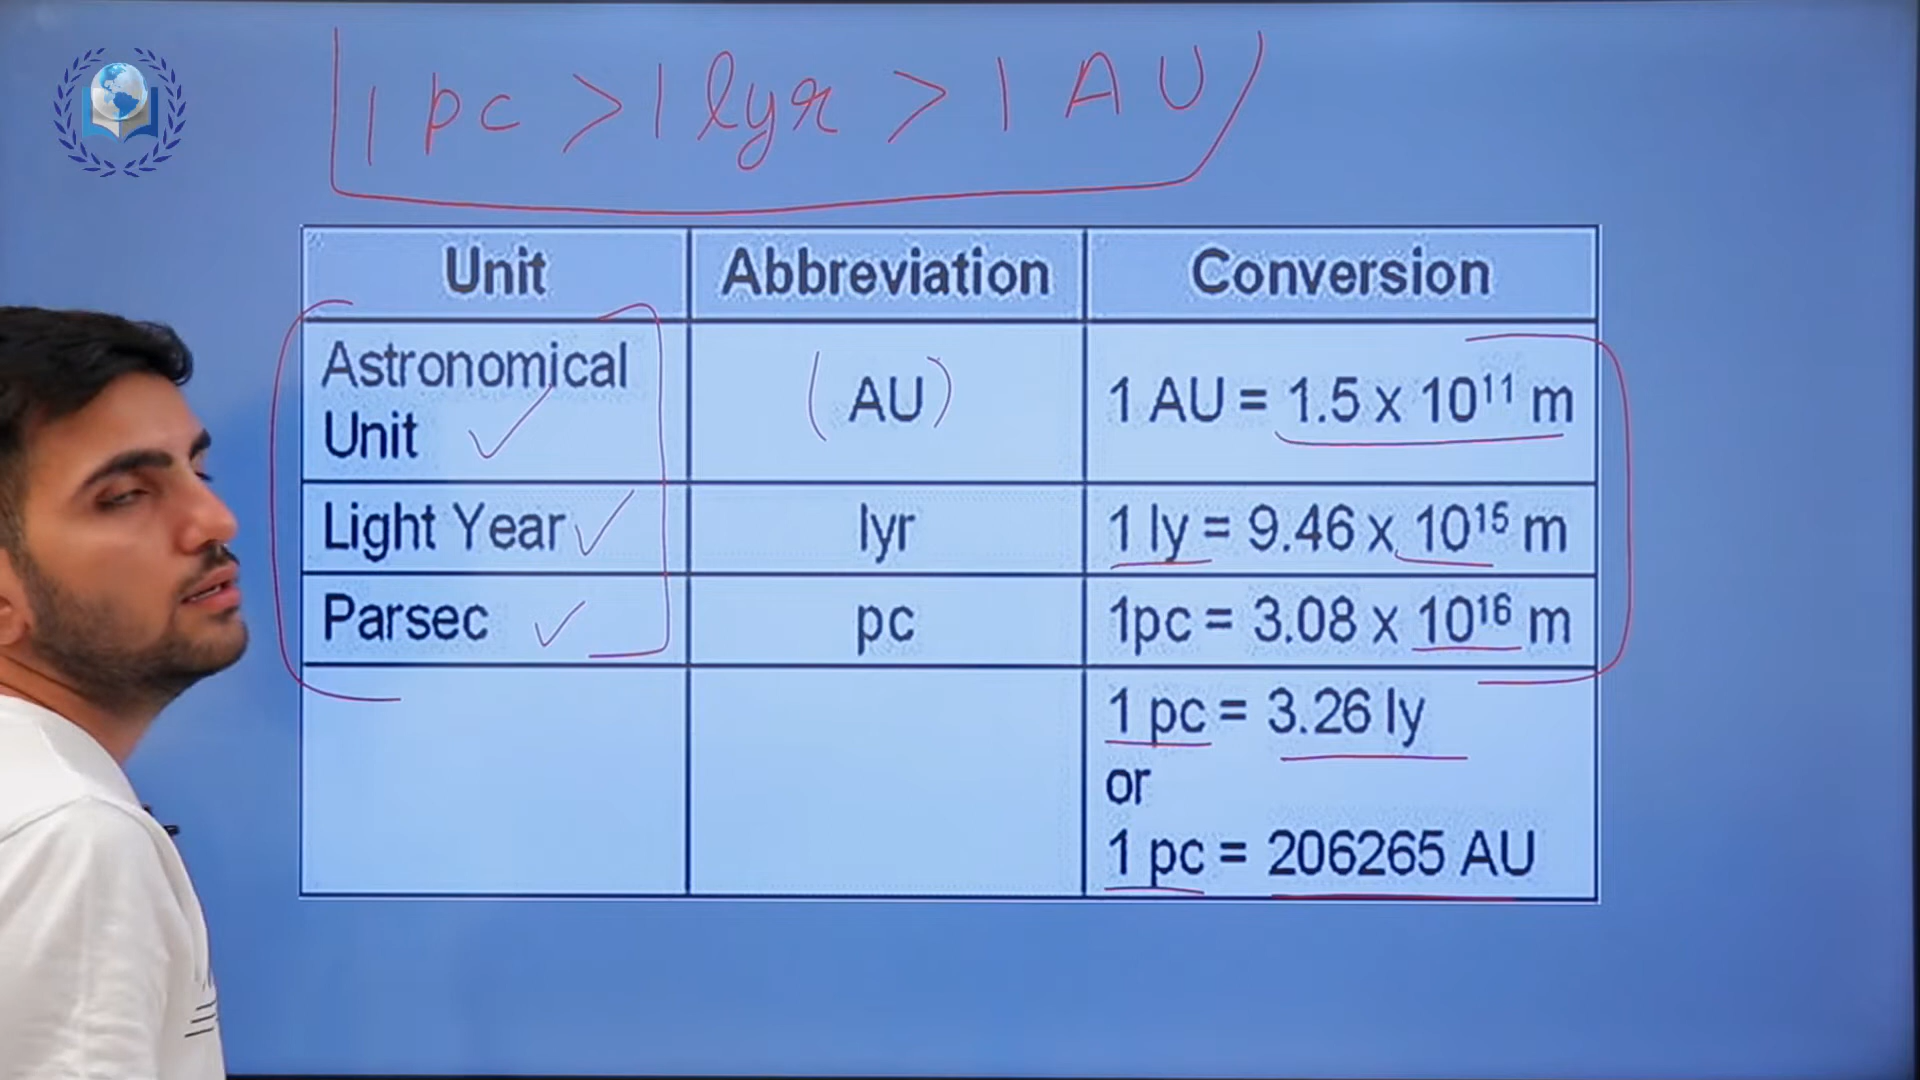 1 pc > 1 lyr > 1 AU
Unit
Abbreviation
Conversion
Astronomical
Unit
(AU)
1 AU = 1.5 x 10¹¹ m
Light Year
lyr
1 ly = 9.46 x 10¹⁵ m
Parsec
pc
1pc = 3.08 x 10¹⁶ m
1 pc = 3.26 ly
or
1 pc = 206265 AU